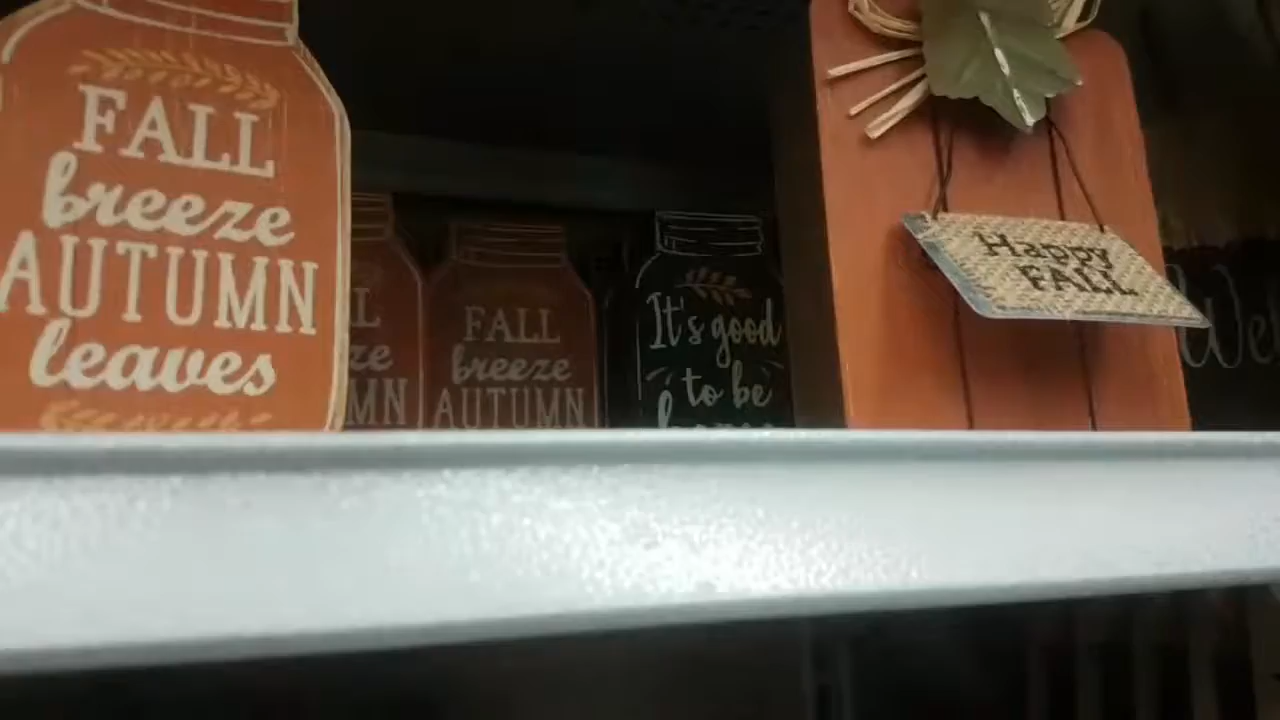 FALL
breeze
AUTUMN
leaves
FALL
breeze
AUTUMN
It's good
to be
Happy
FALL